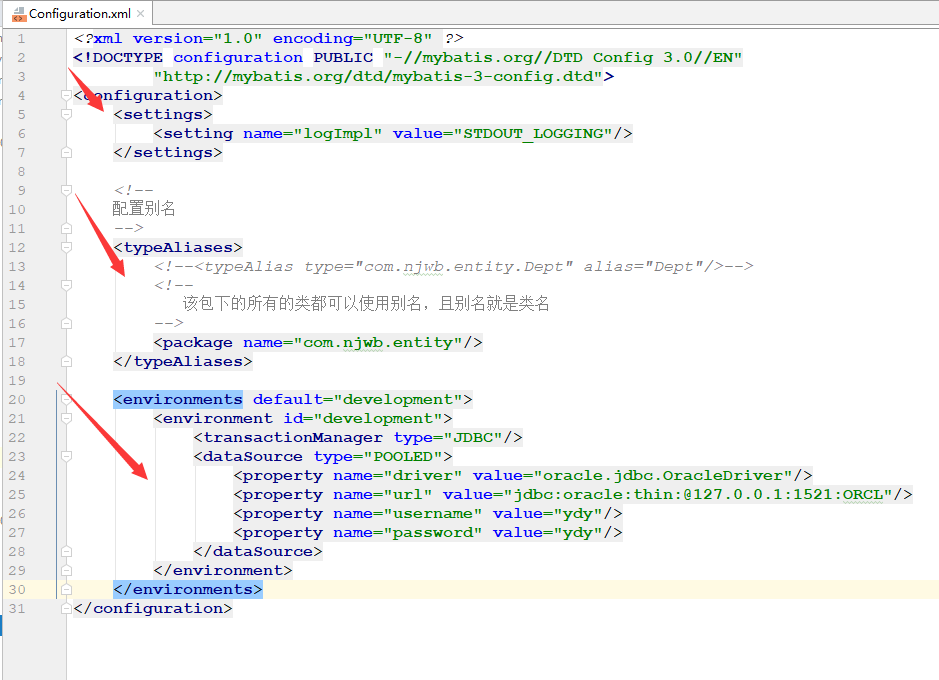 Configuration.xml
1 <?xml version="1.0" encoding="UTF-8" ?>
2 <!DOCTYPE configuration PUBLIC "-//mybatis.org//DTD Config 3.0//EN"
3 "http://mybatis.org/dtd/mybatis-3-config.dtd">
4 <configuration>
5 <settings>
6 <setting name="logImpl" value="STDOUT_LOGGING"/>
7 </settings>
8
9 <!--
10 配置别名
11 -->
12 <typeAliases>
13 <!--<typeAlias type="com.njwb.entity.Dept" alias="Dept"/>-->
14 <!--
15 该包下的所有的类都可以使用别名，且别名就是类名
16 -->
17 <package name="com.njwb.entity"/>
18 </typeAliases>
19
20 <environments default="development">
21 <environment id="development">
22 <transactionManager type="JDBC"/>
23 <dataSource type="POOLED">
24 <property name="driver" value="oracle.jdbc.OracleDriver"/>
25 <property name="url" value="jdbc:oracle:thin:@127.0.0.1:1521:ORCL"/>
26 <property name="username" value="ydy"/>
27 <property name="password" value="ydy"/>
28 </dataSource>
29 </environment>
30 </environments>
31 </configuration>